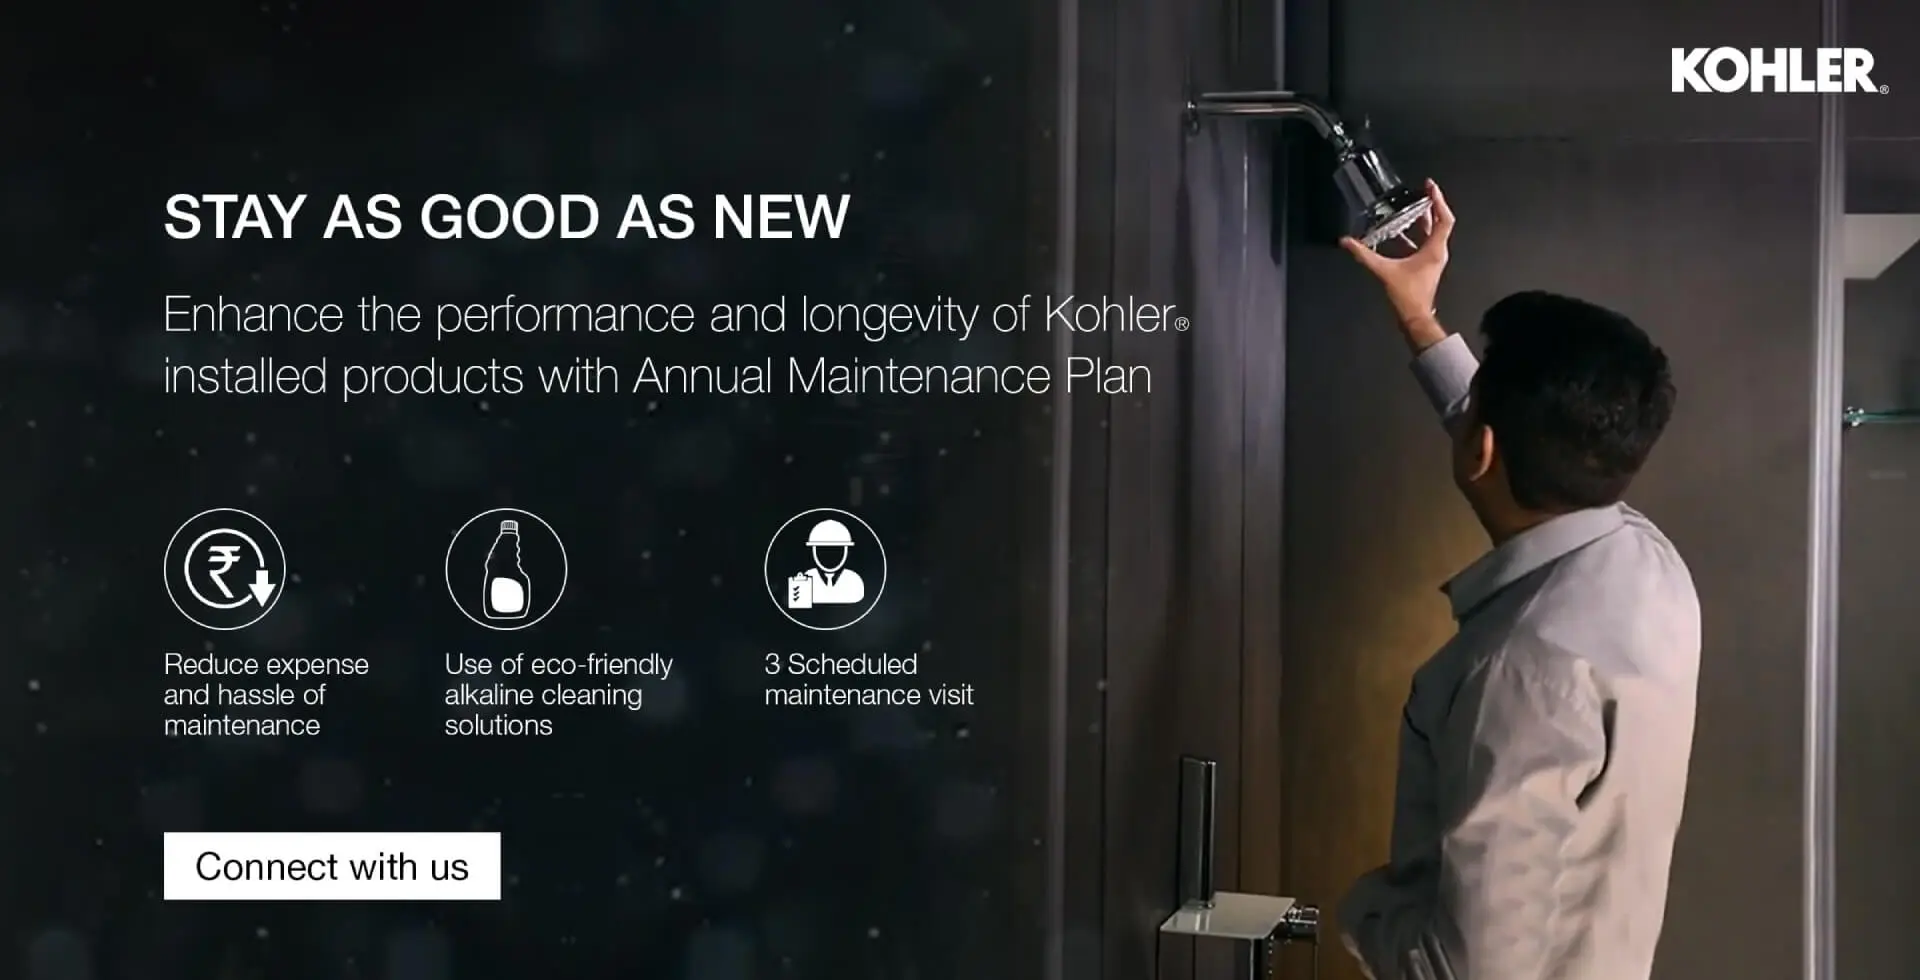 KOHLER®
STAY AS GOOD AS NEW
Enhance the performance and longevity of Kohler®
installed products with Annual Maintenance Plan
₹
Reduce expense
and hassle of
maintenance
Use of eco-friendly
alkaline cleaning
solutions
3 Scheduled
maintenance visit
Connect with us